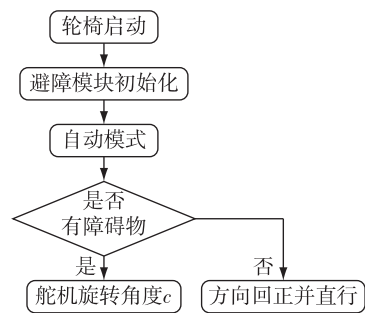 轮椅启动
避障模块初始化
自动模式
是否
有障碍物
是
否
舵机旋转角度c
方向回正并直行